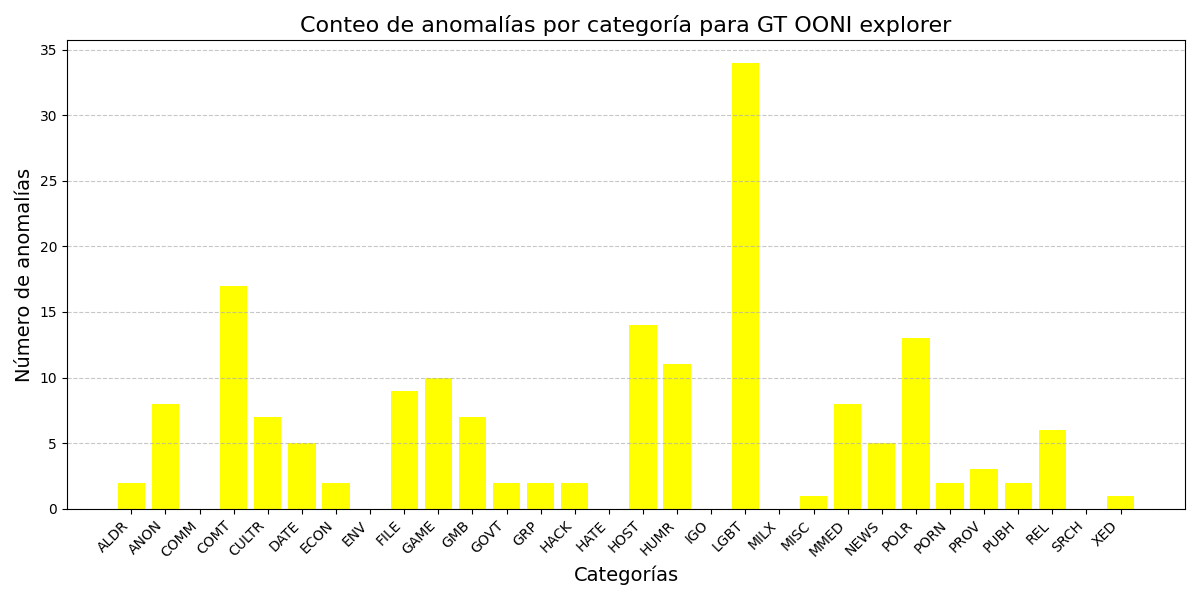 Conteo de anomalías por categoría para GT OONI explorer
Número de anomalías
35
30
25
20
15
10
5
0
ALDR
ANON
COMM
COMT
CULTR
DATE
ECON
ENV
FILE
GAME
GMB
GOVT
GRP
HACK
HATE
HOST
HUMR
IGO
LGBT
MILX
MISC
MMED
NEWS
POLR
PORN
PROV
PUBH
REL
SRCH
XED
Categorías